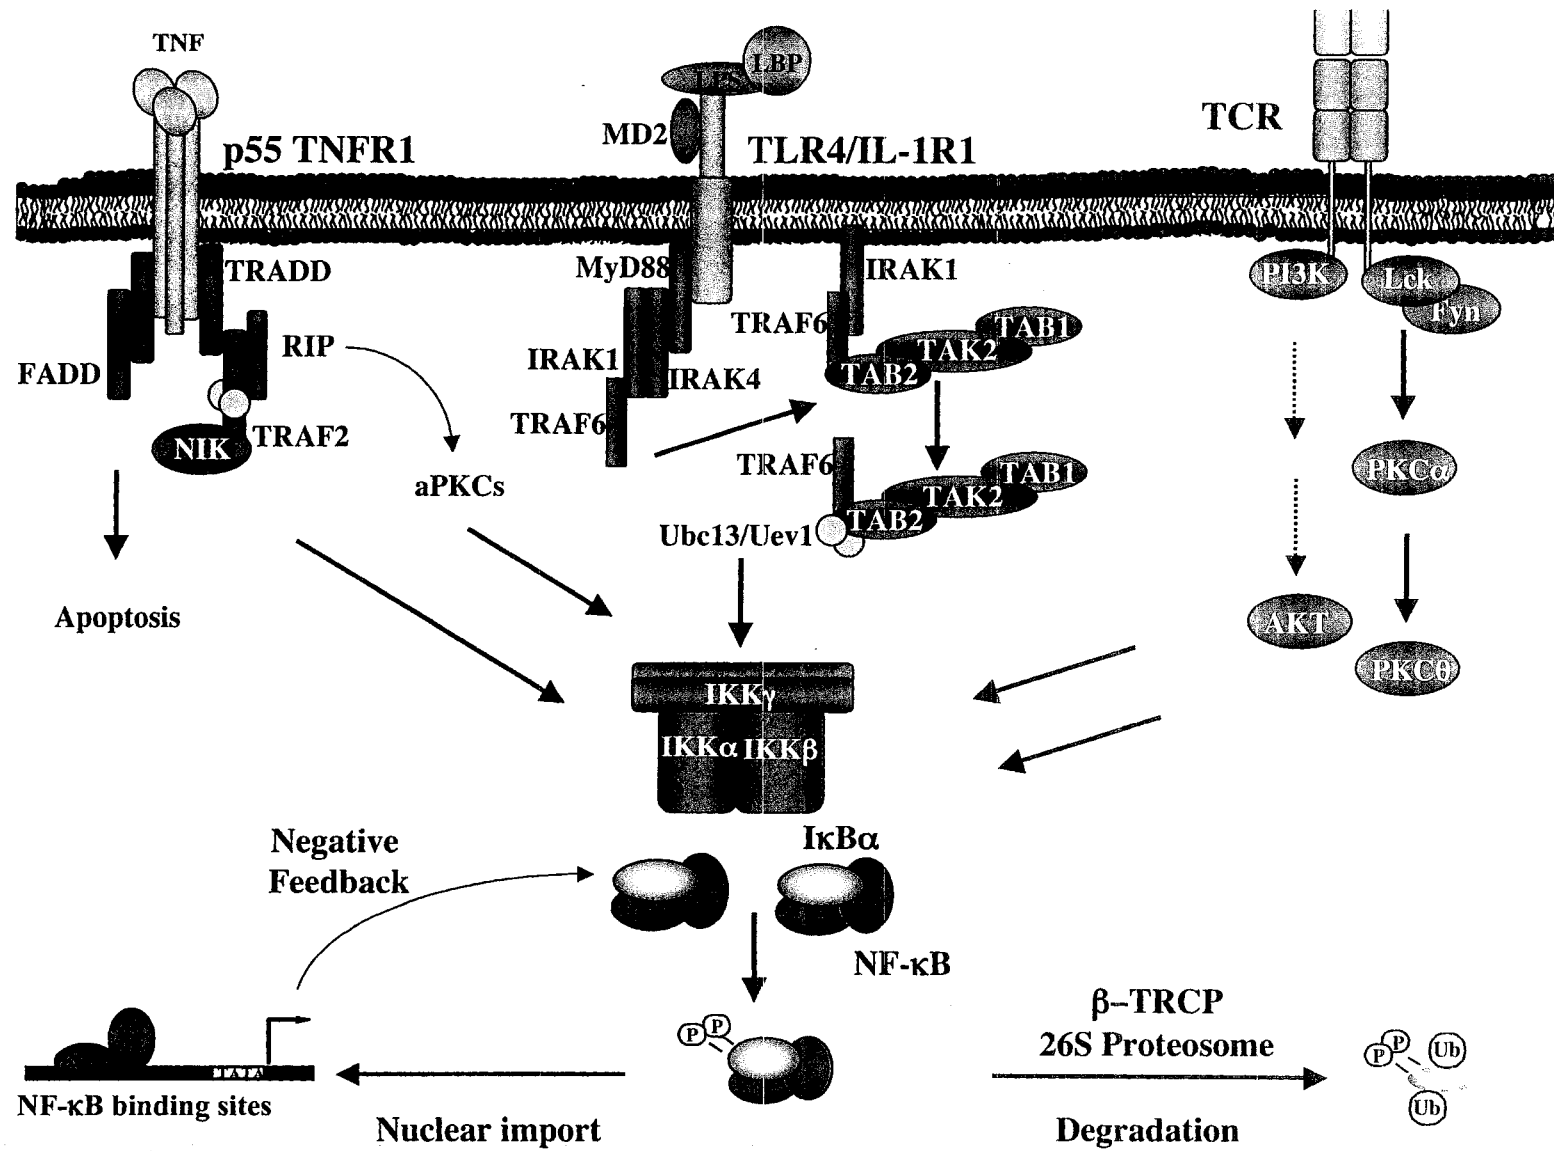 TNF
LPS
LBP
MD2
TCR
p55 TNFR1
TLR4/IL-1R1
TRADD
MyD88
IRAK1
PI3K
Lck
Fyn
TRAF6
TAB1
TAK2
TAB2
RIP
FADD
IRAK1
IRAK4
TRAF6
TRAF2
NIK
aPKCs
TRAF6
TAB1
TAK2
TAB2
PKCα
Ubc13/Uev1
Apoptosis
AKT
PKCθ
IKKγ
IKKα IKKβ
Negative
Feedback
IκBα
NF-κB
β–TRCP
26S Proteosome
P P
P P Ub
Ub
TATA
NF-κB binding sites
Nuclear import
Degradation